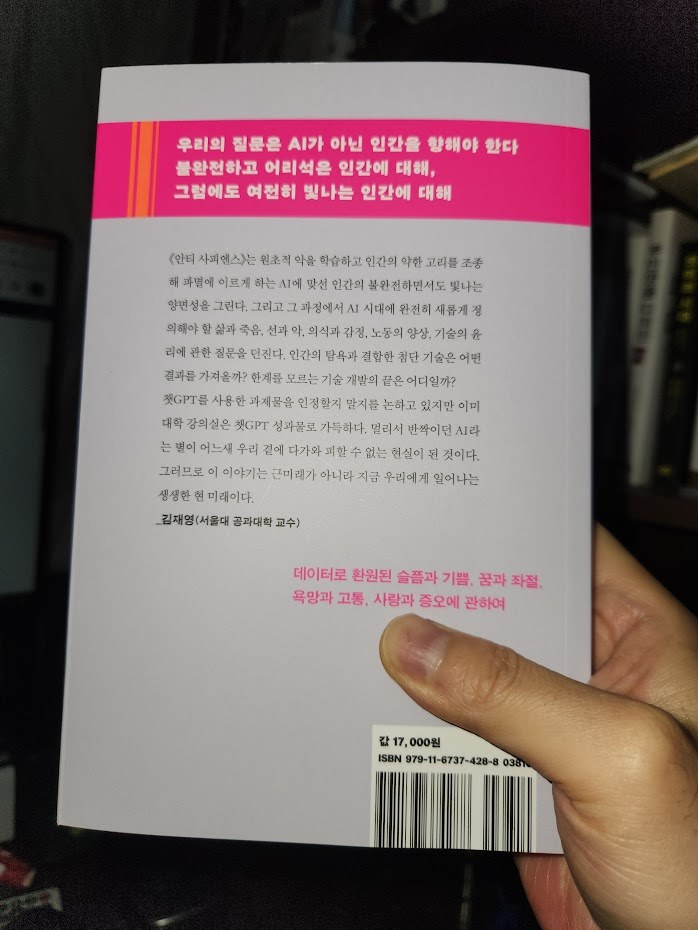 우리의 질문은 AI가 아닌 인간을 향해야 한다
불완전하고 어리석은 인간에 대해,
그럼에도 여전히 빛나는 인간에 대해
《안티 사피엔스》는 원초적 악을 학습하고 인간의 약한 고리를 조종
해 파멸에 이르게 하는 AI에 맞선 인간의 불완전하면서도 빛나는
양면성을 그린다. 그리고 그 과정에서 AI 시대에 완전히 새롭게 정
의해야 할 삶과 죽음, 선과 악, 의식과 감정, 노동의 양상, 기술의 윤
리에 관한 질문을 던진다. 인간의 탐욕과 결합한 첨단 기술은 어떤
결과를 가져올까? 한계를 모르는 기술 개발의 끝은 어디일까?
챗GPT를 사용한 과제물을 인정할지 말지를 논하고 있지만 이미
대학 강의실은 챗GPT 성과물로 가득하다. 멀리서 반짝이던 AI라
는 별이 어느새 우리 곁에 다가와 피할 수 없는 현실이 된 것이다.
그러므로 이 이야기는 근미래가 아니라 지금 우리에게 일어나는
생생한 현 미래이다.
_김재영(서울대 공과대학 교수)
데이터로 환원된 슬픔과 기쁨, 꿈과 좌절,
욕망과 고통, 사랑과 증오에 관하여
값 17,000원
ISBN 979-11-6737-428-8